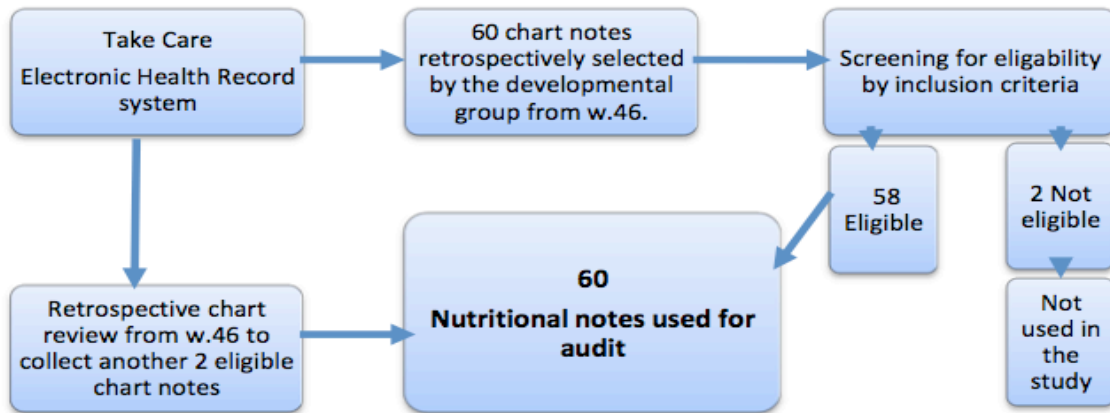 Take Care
Electronic Health Record
system
60 chart notes
retrospectively selected
by the developmental
group from w.46.
Screening for eligability
by inclusion criteria
58
Eligible
2 Not
eligible
Not
used in
the
study
Retrospective chart
review from w.46 to
collect another 2 eligible
chart notes
60
Nutritional notes used for
audit